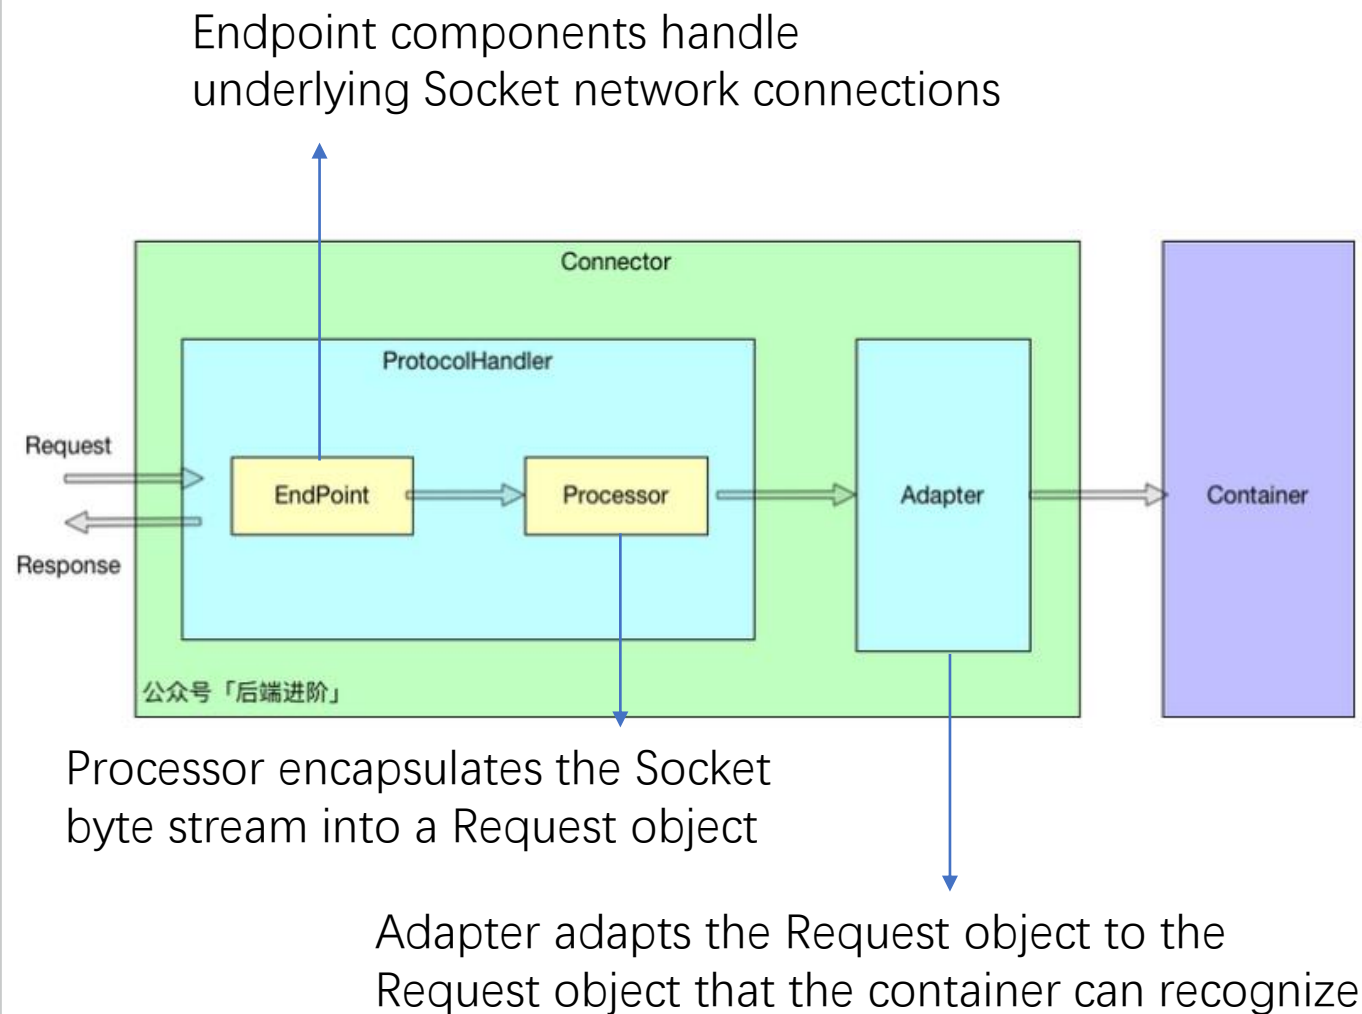 Endpoint components handle
underlying Socket network connections
Connector
ProtocolHandler
Request
EndPoint
Processor
Adapter
Container
Response
公众号「后端进阶」
Processor encapsulates the Socket
byte stream into a Request object
Adapter adapts the Request object to the
Request object that the container can recognize